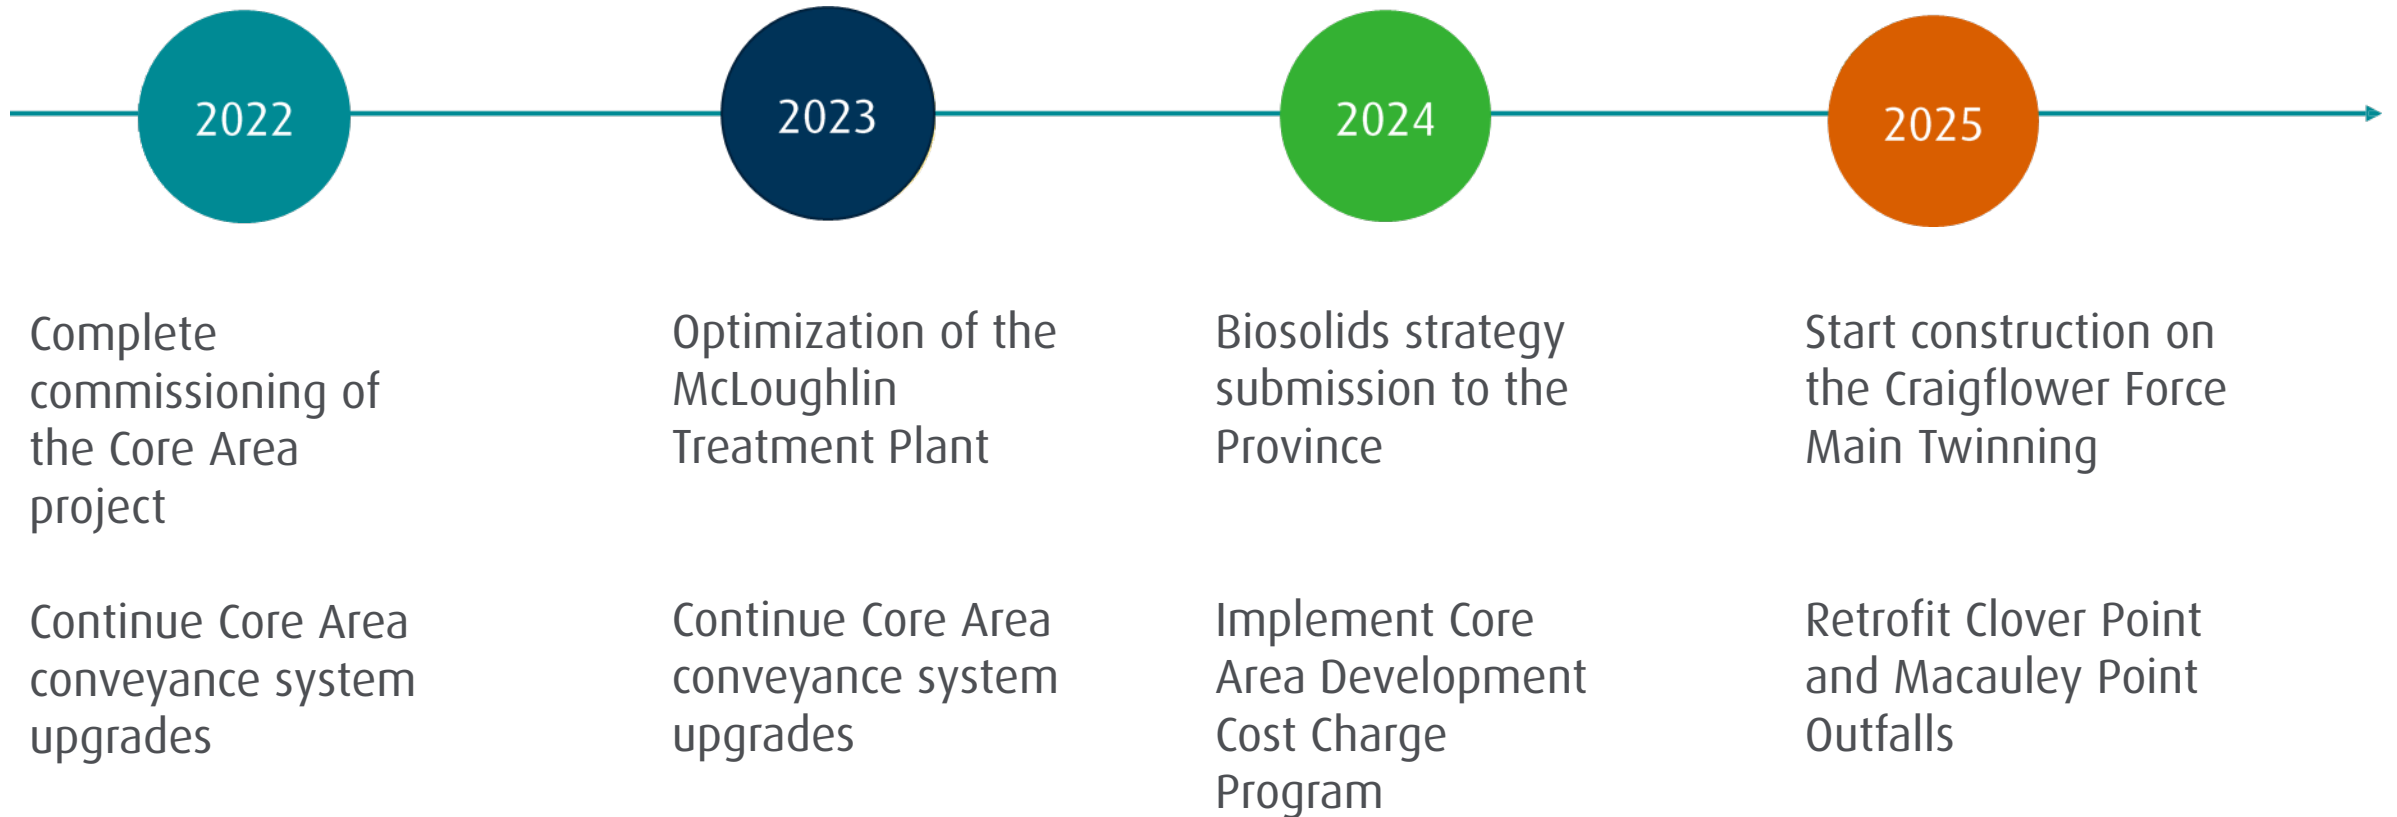 2022
2023
2024
2025
Complete
commissioning of
the Core Area
project
Continue Core Area
conveyance system
upgrades
Optimization of the
McLoughlin
Treatment Plant
Continue Core Area
conveyance system
upgrades
Biosolids strategy
submission to the
Province
Implement Core
Area Development
Cost Charge
Program
Start construction on
the Craigflower Force
Main Twinning
Retrofit Clover Point
and Macauley Point
Outfalls